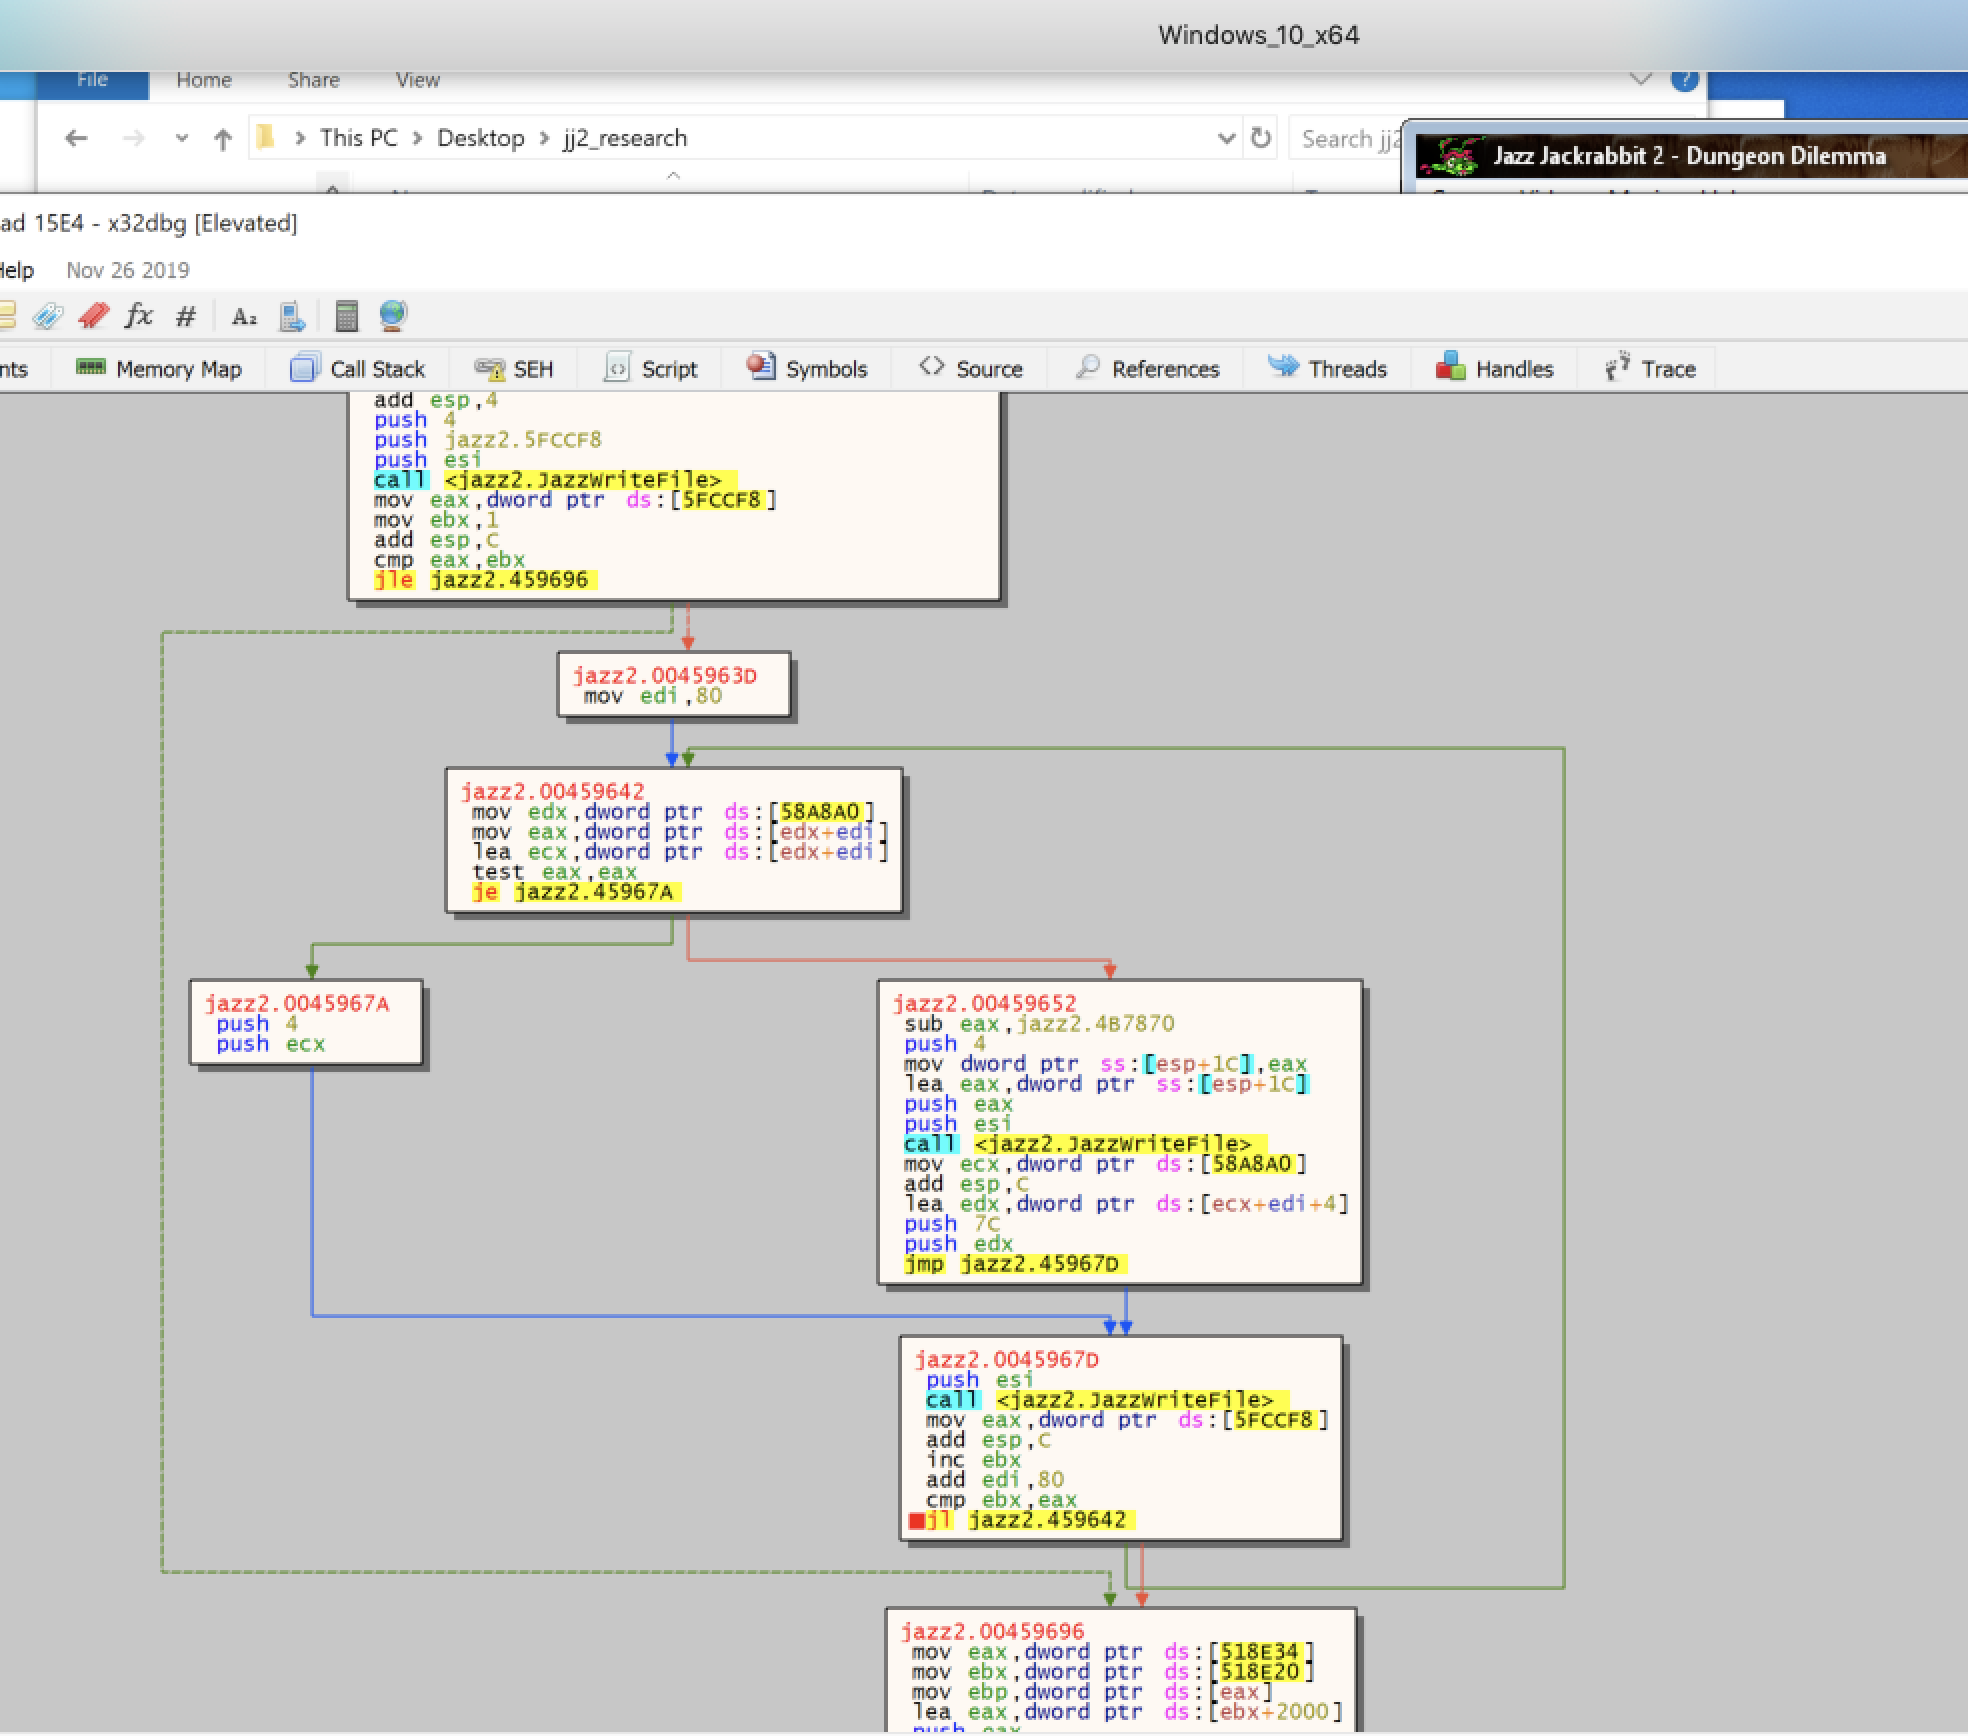 Windows_10_x64
File Home Share View
This PC > Desktop > jj2_research
Search jj2
Jazz Jackrabbit 2 - Dungeon Dilemma
ad 15E4 - x32dbg [Elevated]
Help Nov 26 2019
fx # A₂
nts Memory Map Call Stack SEH Script Symbols <> Source References Threads Handles Trace
add esp,4
push 4
push jazz2.5FCCF8
push esi
call <jazz2.JazzWriteFile>
mov eax,dword ptr ds:[5FCCF8]
mov ebx,1
add esp,C
cmp eax,ebx
jle jazz2.459696
jazz2.0045963D
mov edi,80
jazz2.00459642
mov edx,dword ptr ds:[58A8A0]
mov eax,dword ptr ds:[edx+edi]
lea ecx,dword ptr ds:[edx+edi]
test eax,eax
je jazz2.45967A
jazz2.0045967A
push 4
push ecx
jazz2.00459652
sub eax,jazz2.4B7870
push 4
mov dword ptr ss:[esp+1C],eax
lea eax,dword ptr ss:[esp+1C]
push eax
push esi
call <jazz2.JazzWriteFile>
mov ecx,dword ptr ds:[58A8A0]
add esp,C
lea edx,dword ptr ds:[ecx+edi+4]
push 7C
push edx
jmp jazz2.45967D
jazz2.0045967D
push esi
call <jazz2.JazzWriteFile>
mov eax,dword ptr ds:[5FCCF8]
add esp,C
inc ebx
add edi,80
cmp ebx,eax
jl jazz2.459642
jazz2.00459696
mov eax,dword ptr ds:[518E34]
mov ebx,dword ptr ds:[518E20]
mov ebp,dword ptr ds:[eax]
lea eax,dword ptr ds:[ebx+2000]
push eax